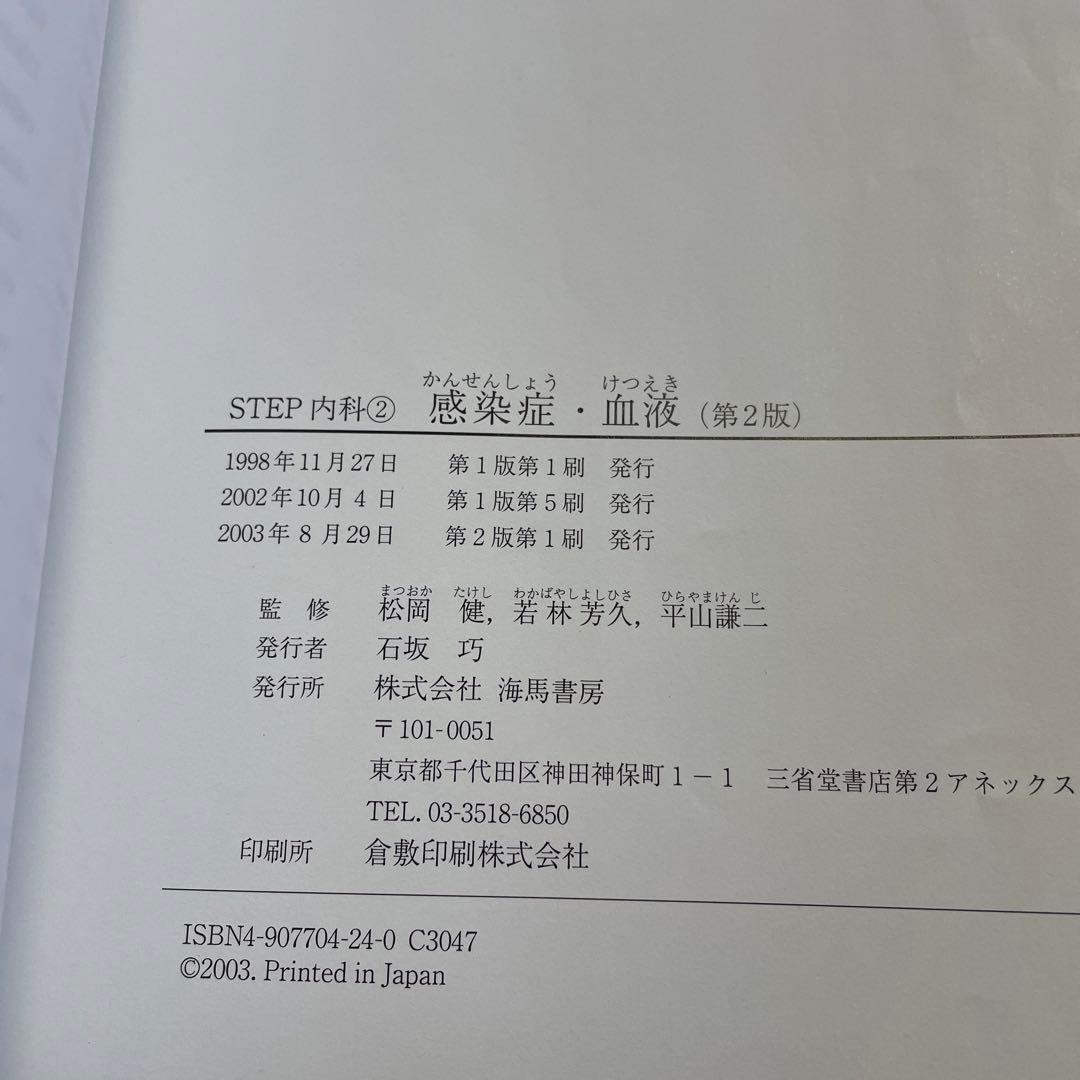 かんせんしょう けつえき
STEP 内科② 感染症・血液（第2版）
1998年11月27日 第1版第1刷 発行
2002年10月4日 第1版第5刷 発行
2003年8月29日 第2版第1刷 発行
まつおか たけし わかばやしよしひさ ひらやまけんじ
監修 松岡 健, 若林芳久, 平山謙二
発行者 石坂 巧
発行所 株式会社 海馬書房
〒101-0051
東京都千代田区神田神保町1－1 三省堂書店第2アネックス
TEL. 03-3518-6850
印刷所 倉敷印刷株式会社
ISBN4-907704-24-0 C3047
©2003. Printed in Japan